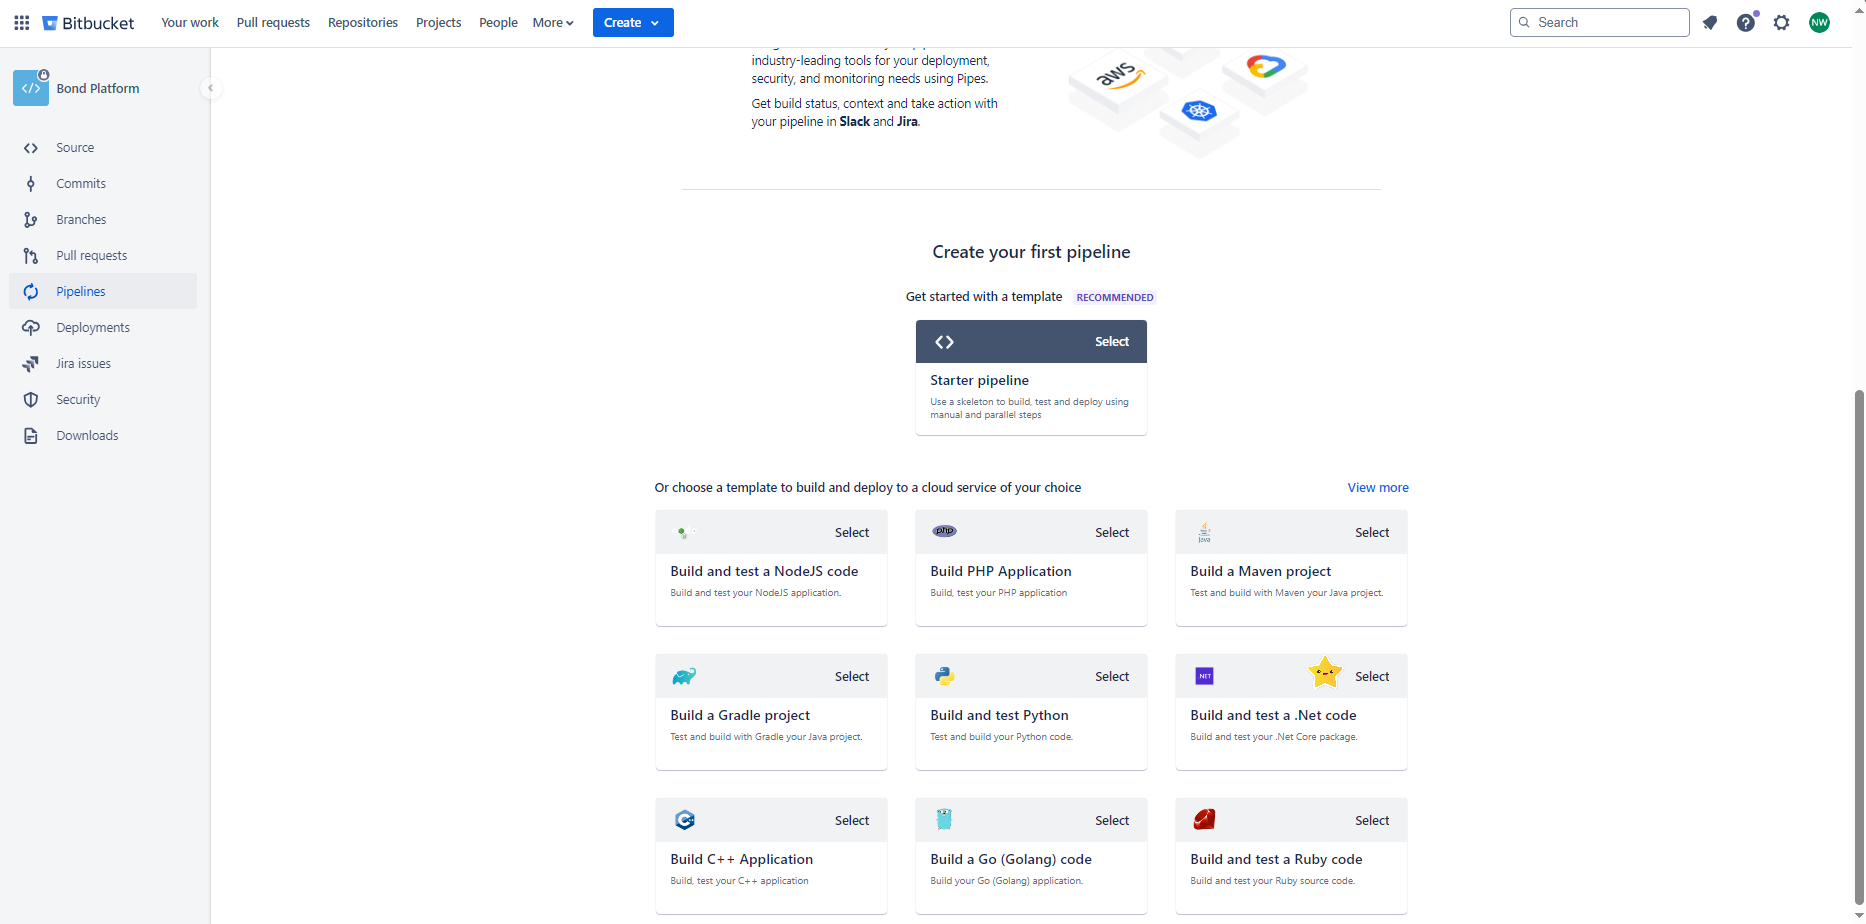 Bitbucket
Your work
Pull requests
Repositories
Projects
People
More
Create
Search
NW
Bond Platform
Source
Commits
Branches
Pull requests
Pipelines
Deployments
Jira issues
Security
Downloads
industry-leading tools for your deployment,
security, and monitoring needs using Pipes.
Get build status, context and take action with
your pipeline in Slack and Jira.
aws
Create your first pipeline
Get started with a template RECOMMENDED
Select
Starter pipeline
Use a skeleton to build, test and deploy using
manual and parallel steps
Or choose a template to build and deploy to a cloud service of your choice
View more
Select
Build and test a NodeJS code
Build and test your NodeJS application.
php
Select
Build PHP Application
Build, test your PHP application
Java
Select
Build a Maven project
Test and build with Maven your Java project.
Select
Build a Gradle project
Test and build with Gradle your Java project.
Select
Build and test Python
Test and build your Python code.
.NET
Select
Build and test a .Net code
Build and test your .Net Core package.
Select
Build C++ Application
Build, test your C++ application
Select
Build a Go (Golang) code
Build your Go (Golang) application.
Select
Build and test a Ruby code
Build and test your Ruby source code.